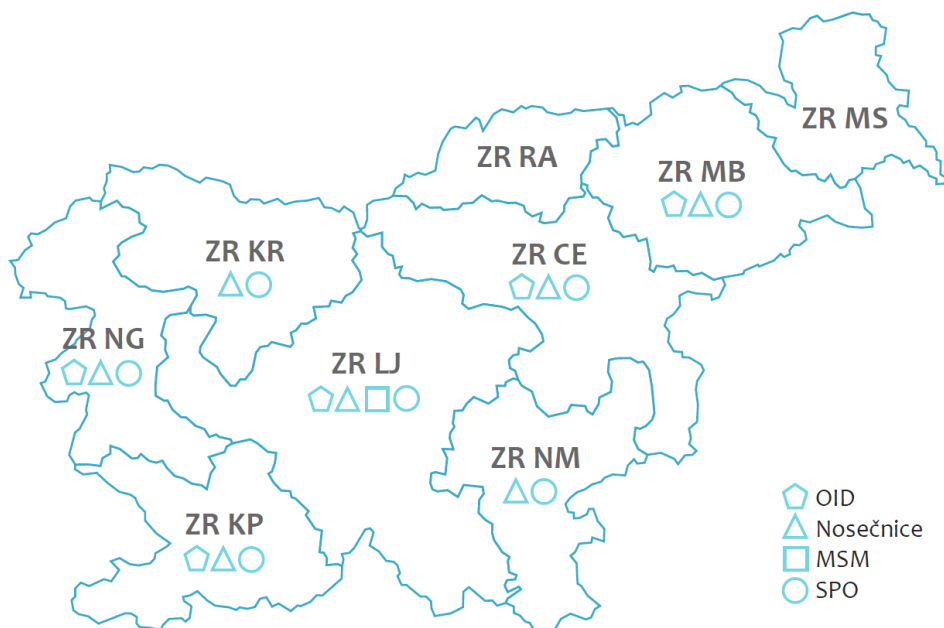 ZR MS
ZR RA
ZR MB
ZR KR
ZR CE
ZR NG
ZR LJ
ZR NM
ZR KP
OID
Nosečnice
MSM
SPO